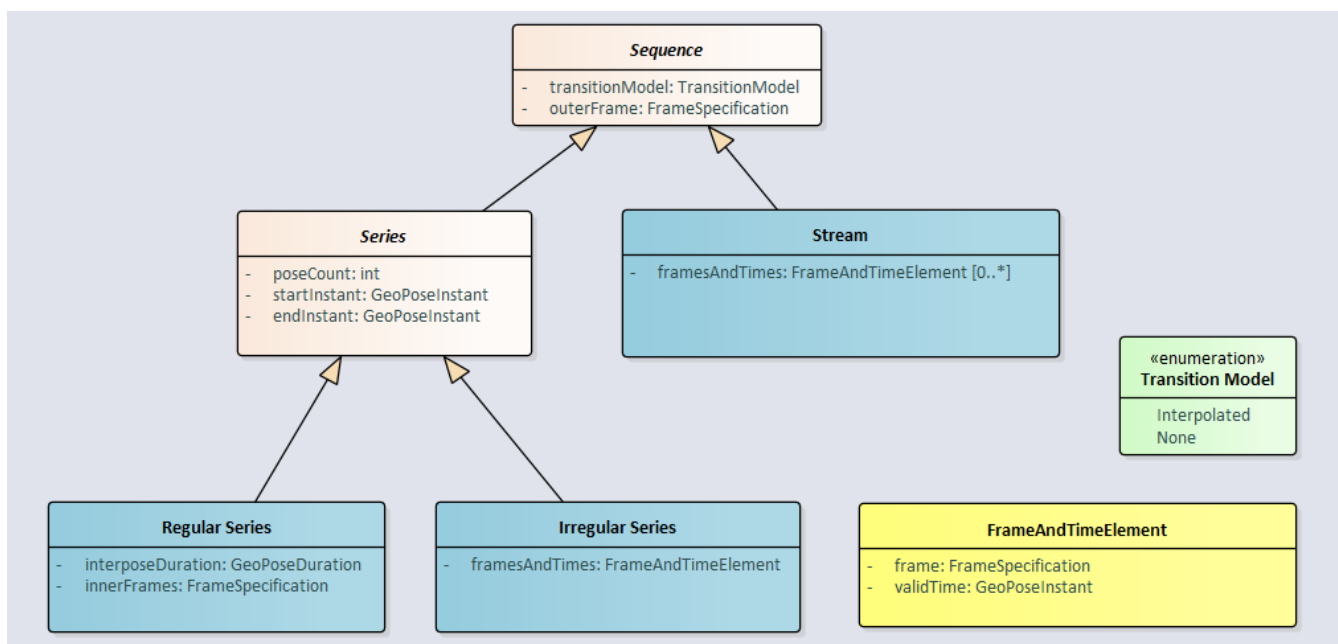 Sequence
- transitionModel: TransitionModel
- outerFrame: FrameSpecification
Series
- poseCount: int
- startInstant: GeoPoseInstant
- endInstant: GeoPoseInstant
Stream
- framesAndTimes: FrameAndTimeElement [0..*]
«enumeration»
Transition Model
Interpolated
None
Regular Series
- interposeDuration: GeoPoseDuration
- innerFrames: FrameSpecification
Irregular Series
- framesAndTimes: FrameAndTimeElement
FrameAndTimeElement
- frame: FrameSpecification
- validTime: GeoPoseInstant